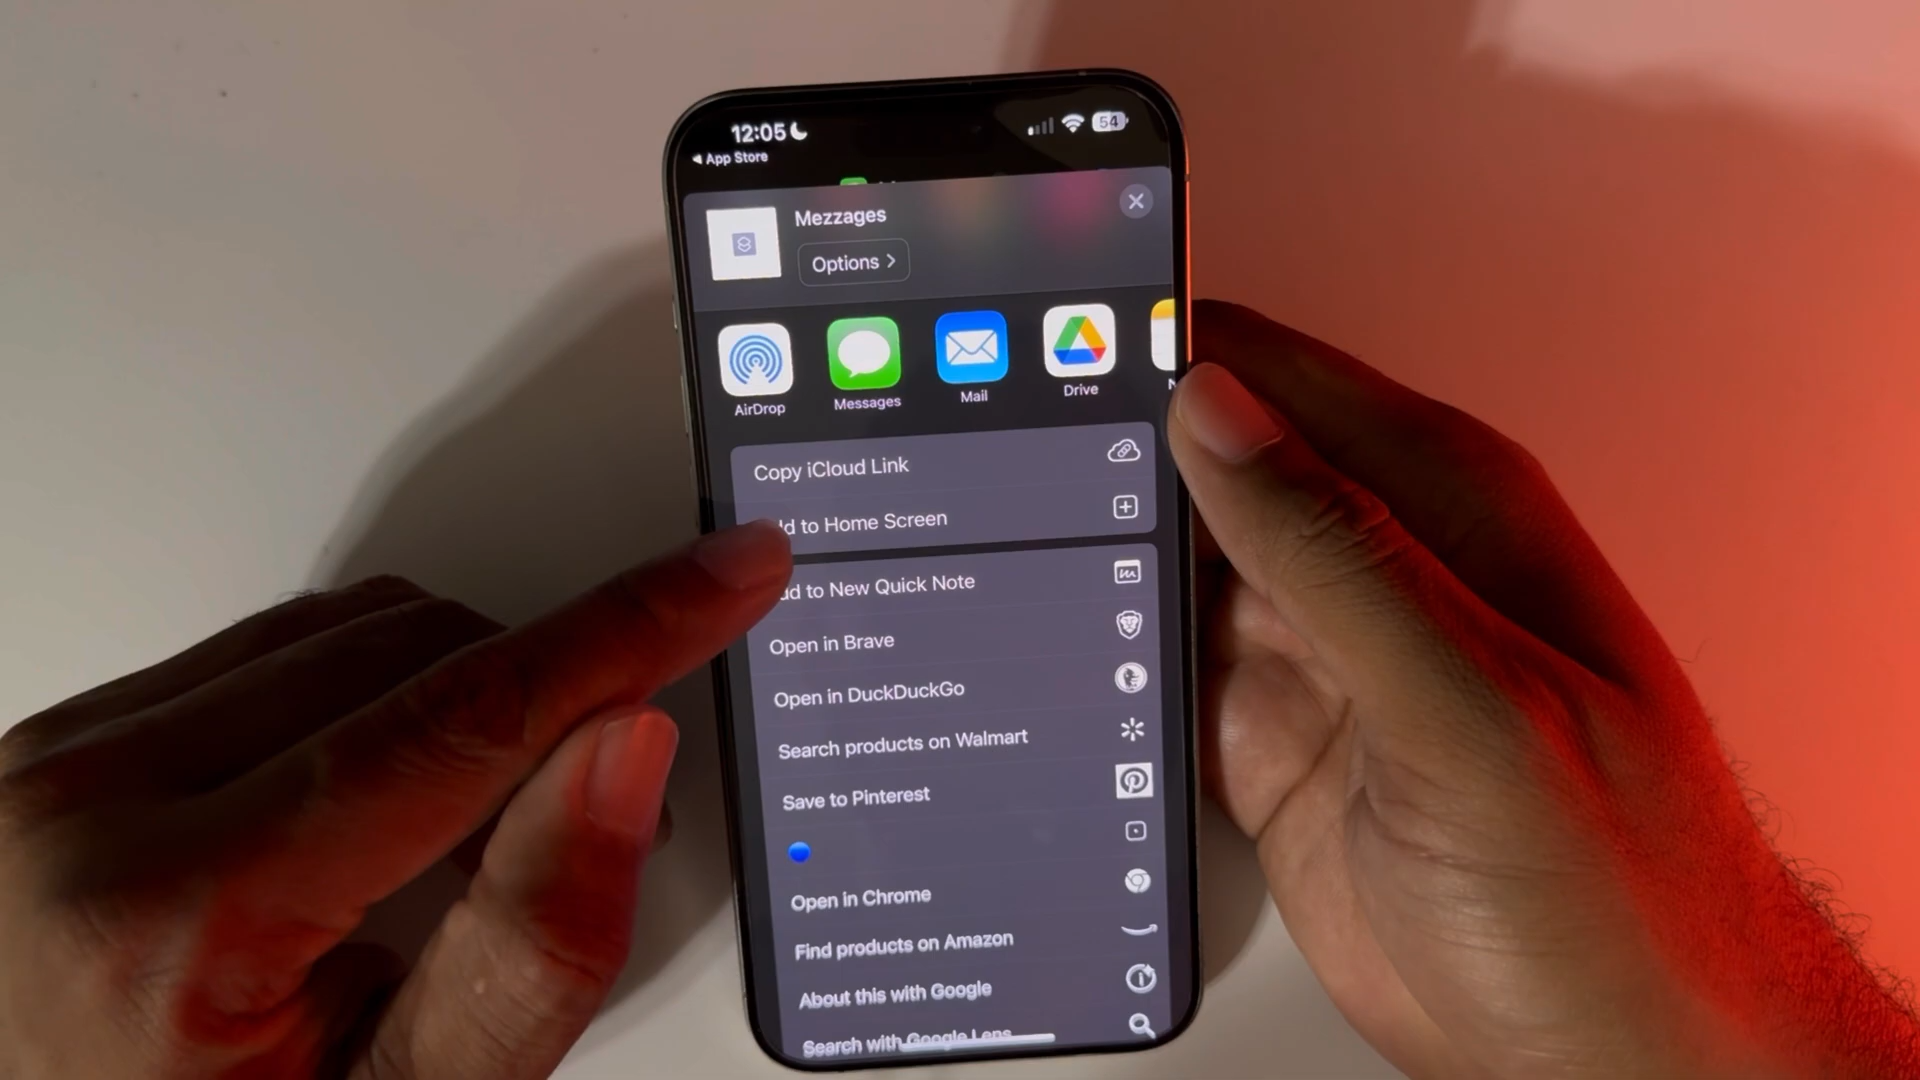 12:05
54
App Store
Mezzages
Options
AirDrop
Messages
Mail
Drive
Copy iCloud Link
to Home Screen
to New Quick Note
Open in Brave
Open in DuckDuckGo
Search products on Walmart
Save to Pinterest
Open in Chrome
Find products on Amazon
About this with Google
Search with Google Lens